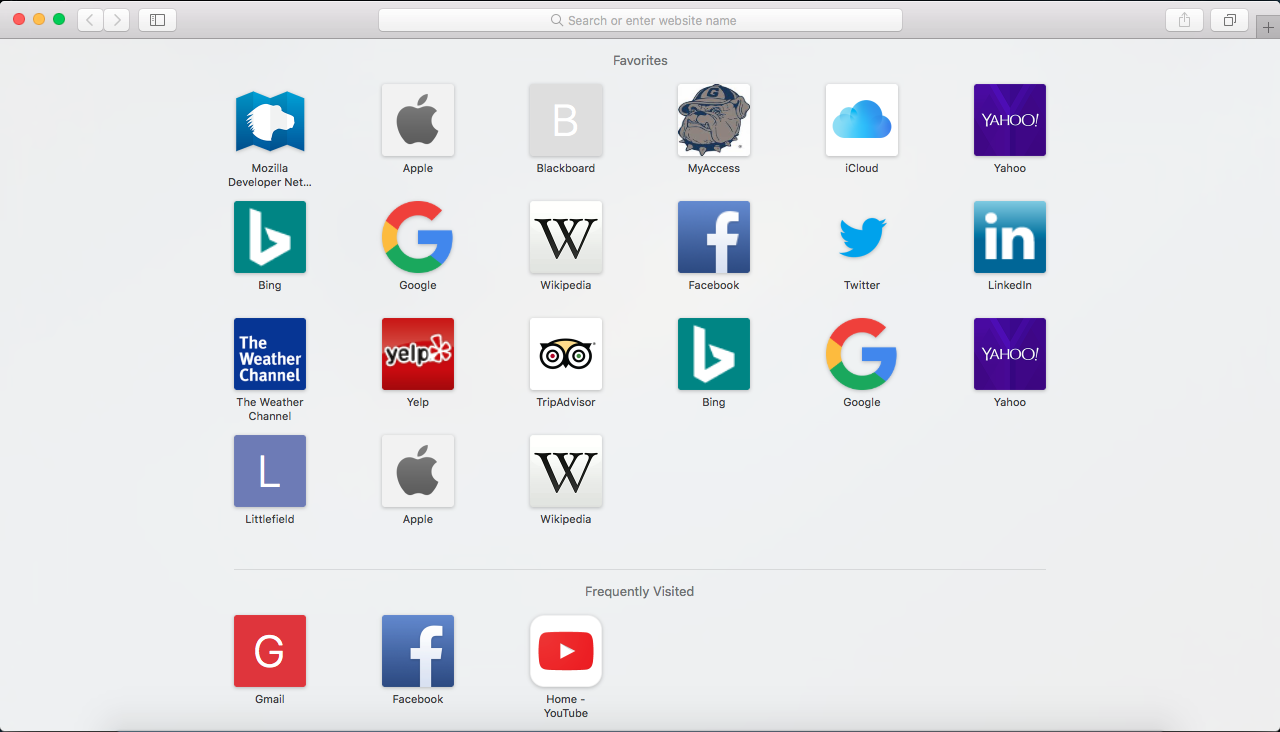 Search or enter website name
Favorites
Mozilla
Developer Net...
Apple
B
Blackboard
G
MyAccess
iCloud
YAHOO!
Yahoo
b
Bing
G
Google
W
Wikipedia
f
Facebook
Twitter
in
LinkedIn
The
Weather
Channel
The Weather
Channel
yelp
Yelp
TripAdvisor
b
Bing
G
Google
YAHOO!
Yahoo
L
Littlefield
Apple
W
Wikipedia
Frequently Visited
G
Gmail
f
Facebook
Home -
YouTube